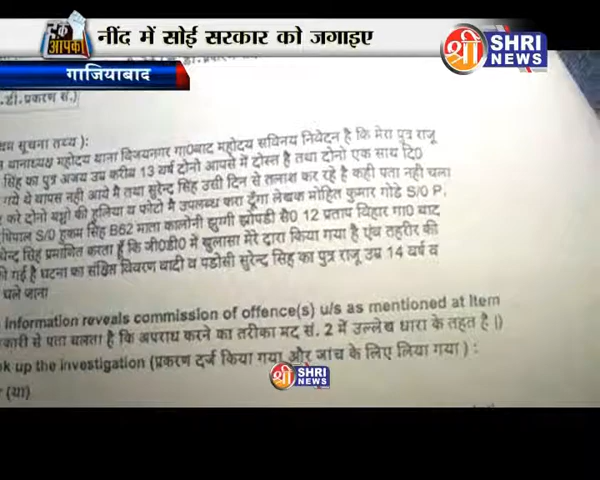 हक़ आपका
नींद में सोई सरकार को जगाइए
श्री SHRI NEWS
गाजियाबाद
.डी.प्रकरण सं.)
सूचना तथ्य ) :
थानाध्यक्ष महोदय थाना विजयनगर गा0बाद महोदय सविनय निवेदन है कि मेरा पुत्र राजू
सिंह का पुत्र अजय उम्र करीब 13 वर्ष दोनो आपसे में दोस्त है तथा दोनो एक साथ दि0
गये थे वापस नही आये मै तथा सुरेन्द सिंह उसी दिन से तलाश कर रहे है कही पता नही चला
करे दोनो बच्चो की हुलिया व फोटो मै उपलब्ध करा दूँगा लेखक मोहित कुमार गोडे S/O P.
S/O हुकम सिंह B62 माता कालोनी झुग्गी झोपडी सै0 12 प्रताप विहार गा0 बाद
सिंह प्रमाणित करता हूँ कि जी0डी0 में खुलासा मेरे द्वारा किया गया है एंव तहरीर की
गई है घटना का संक्षित विवरण वादी व पडोसी सुरेन्द सिंह का पुत्र राजू उम्र 14 वर्ष व
चले जाना
information reveals commission of offence(s) u/s as mentioned at Item
से पता चलता है कि अपराध करने का तरीका मद सं. 2 में उल्लेख धारा के तहत है ।)
up the investigation (प्रकरण दर्ज किया गया और जांच के लिए लिया गया ) :
(या)
श्री SHRI NEWS